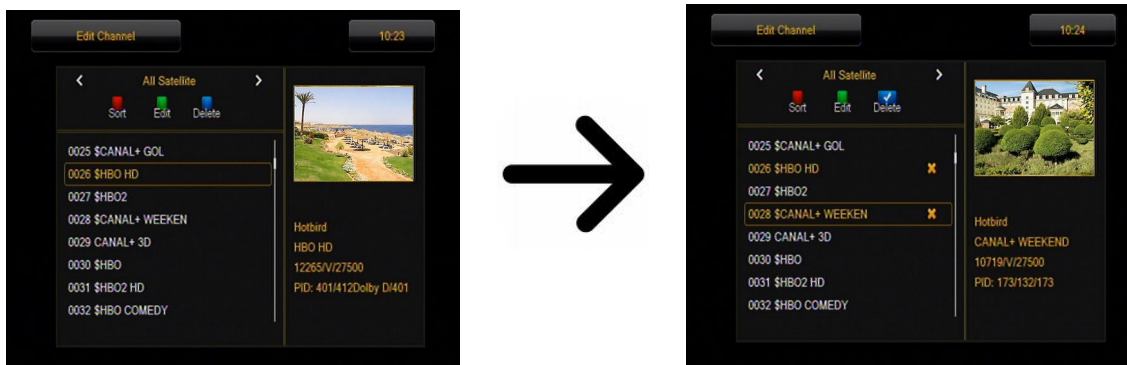 Edit Channel
10:23
All Satellite
Sort Edit Delete
0025 $CANAL+ GOL
0026 $HBO HD
0027 $HBO2
0028 $CANAL+ WEEKEN
0029 CANAL+ 3D
0030 $HBO
0031 $HBO2 HD
0032 $HBO COMEDY
Hotbird
HBO HD
12265/V/27500
PID: 401/412Dolby D/401
Edit Channel
10:24
All Satellite
Sort Edit Delete
0025 $CANAL+ GOL
0026 $HBO HD
0027 $HBO2
0028 $CANAL+ WEEKEN
0029 CANAL+ 3D
0030 $HBO
0031 $HBO2 HD
0032 $HBO COMEDY
Hotbird
CANAL+ WEEKEND
10719/V/27500
PID: 173/132/173